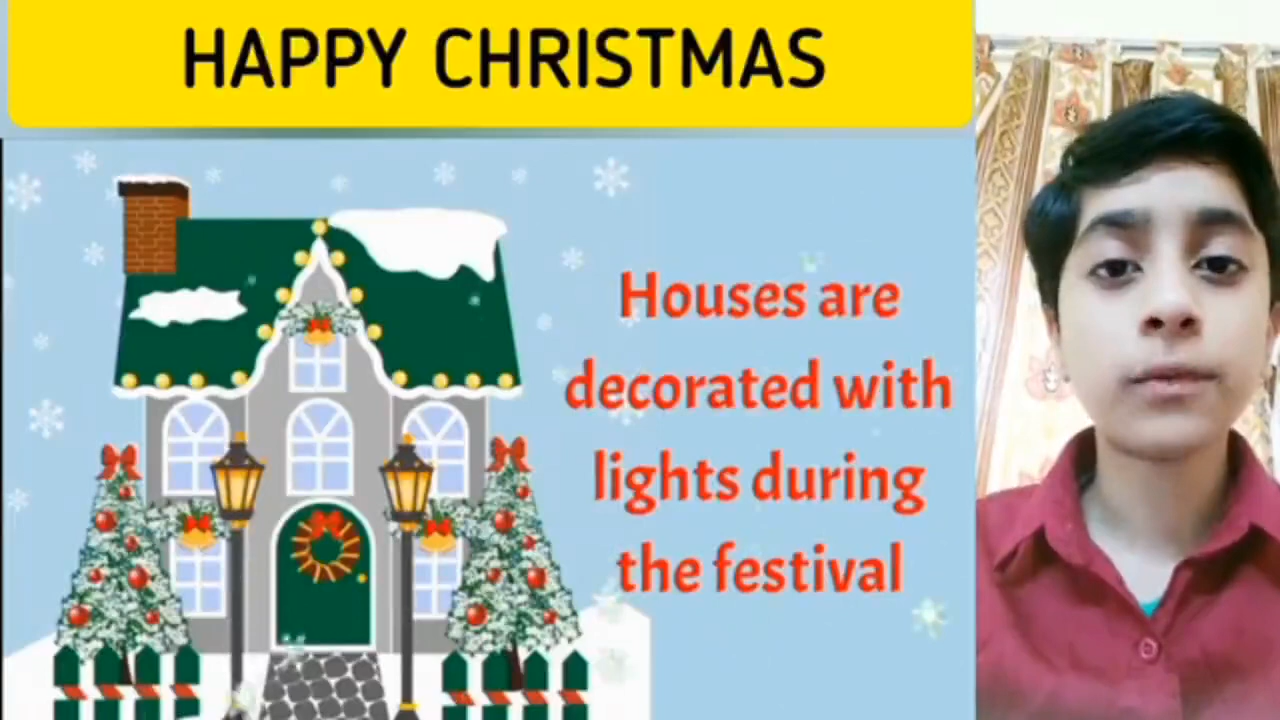 HAPPY CHRISTMAS
Houses are
decorated with
lights during
the festival